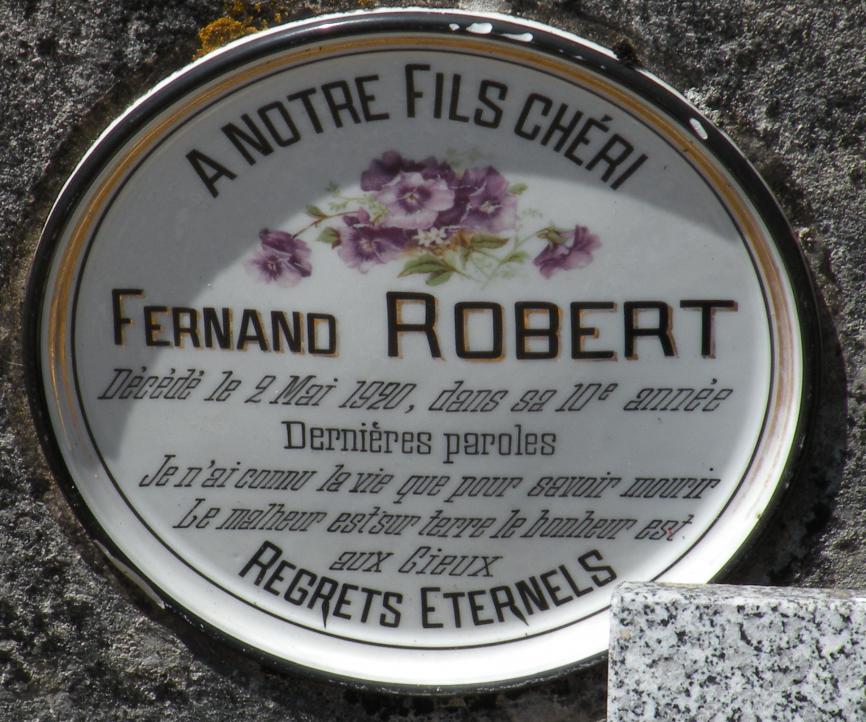 A NOTRE FILS CHÉRI
FERNAND ROBERT
Décédé le 2 Mai 1920, dans sa 10e année
Dernières paroles
Je n'ai connu la vie que pour savoir mourir
Le malheur est sur terre le bonheur est
aux Cieux
REGRETS ETERNELS